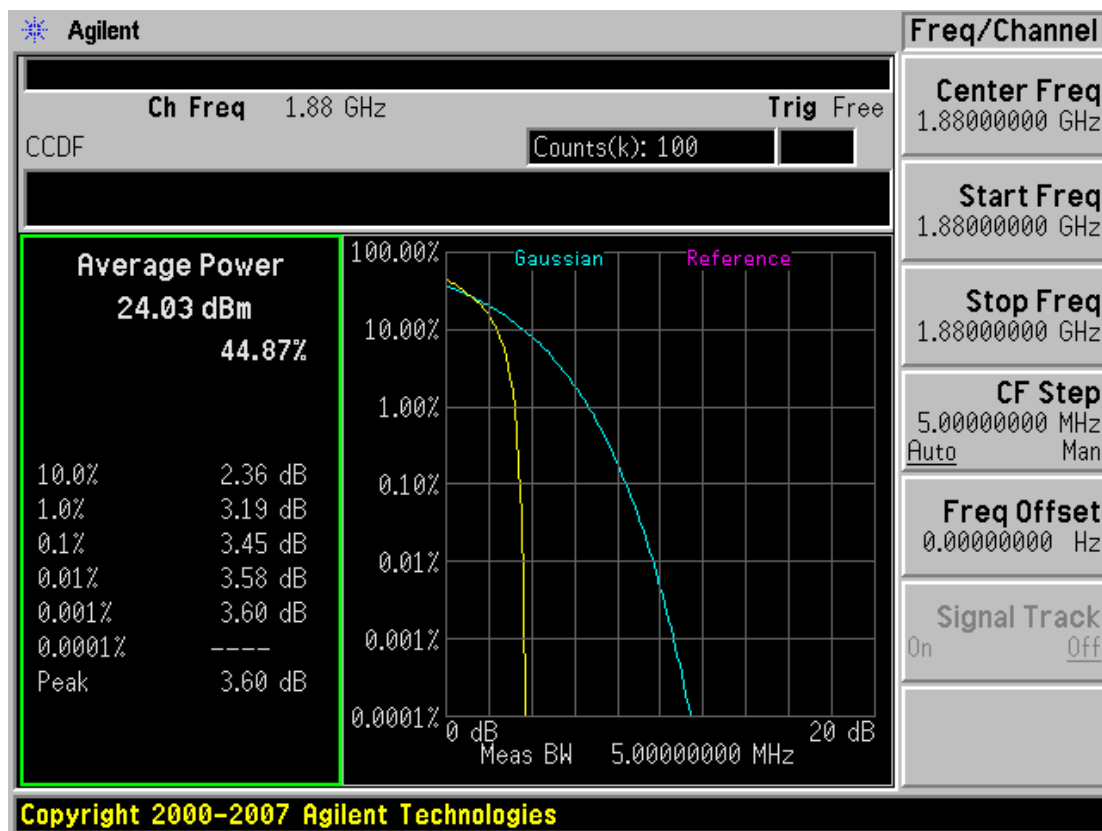 Agilent
Freq/Channel
Ch Freq 1.88 GHz Trig Free
CCDF Counts(k): 100
Average Power
24.03 dBm
44.87%
10.0% 2.36 dB
1.0% 3.19 dB
0.1% 3.45 dB
0.01% 3.58 dB
0.001% 3.60 dB
0.0001% ----
Peak 3.60 dB
Gaussian Reference
100.00%
10.00%
1.00%
0.10%
0.01%
0.001%
0.0001%
0 dB 20 dB
Meas BW 5.00000000 MHz
Center Freq
1.88000000 GHz
Start Freq
1.88000000 GHz
Stop Freq
1.88000000 GHz
CF Step
5.00000000 MHz
Auto Man
Freq Offset
0.00000000 Hz
Signal Track
On Off
Copyright 2000-2007 Agilent Technologies